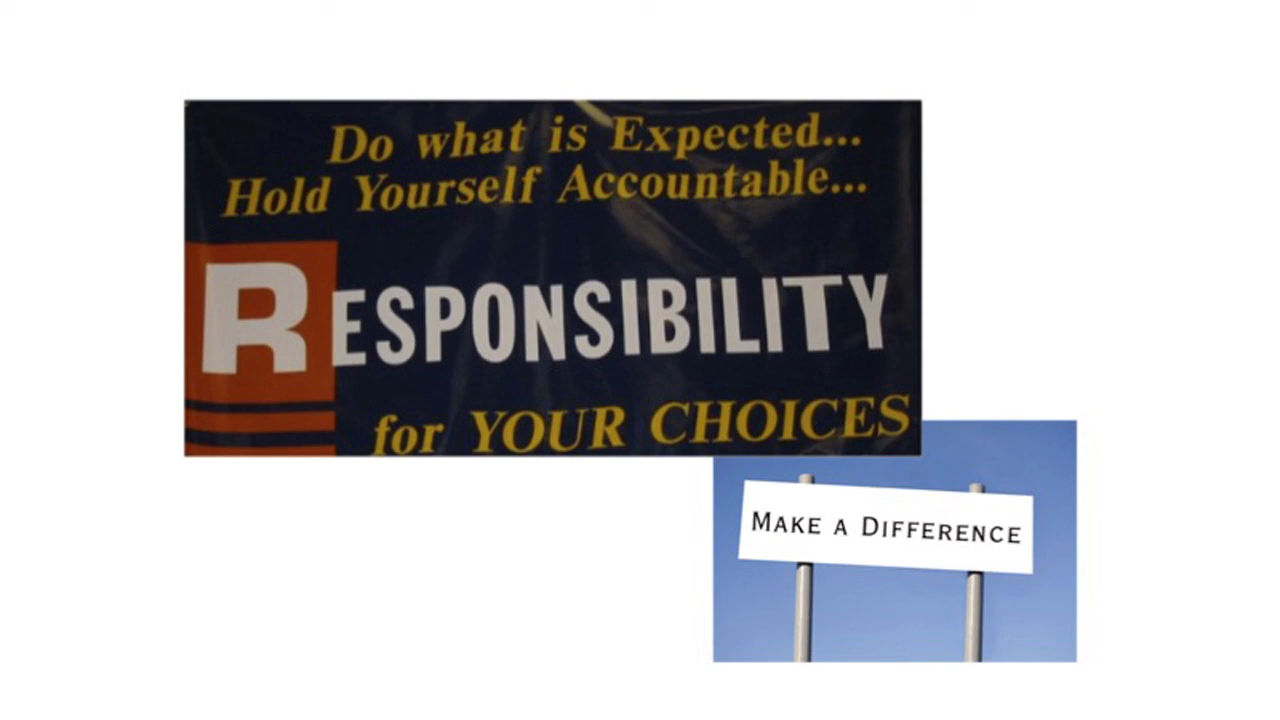 Do what is Expected...
Hold Yourself Accountable...
RESPONSIBILITY
for YOUR CHOICES
MAKE A DIFFERENCE